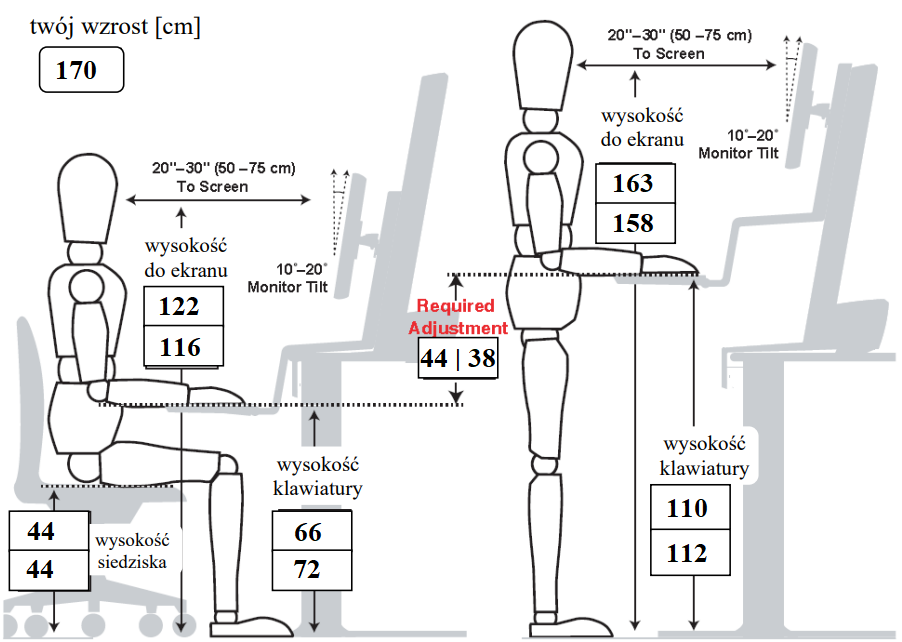 twój wzrost [cm]
170
20"–30" (50 –75 cm)
To Screen
wysokość
do ekranu
122
116
10°–20°
Monitor Tilt
44
44
wysokość
siedziska
wysokość
klawiatury
66
72
Required
Adjustment
44 | 38
20"–30" (50 –75 cm)
To Screen
wysokość
do ekranu
163
158
10°–20°
Monitor Tilt
wysokość
klawiatury
110
112